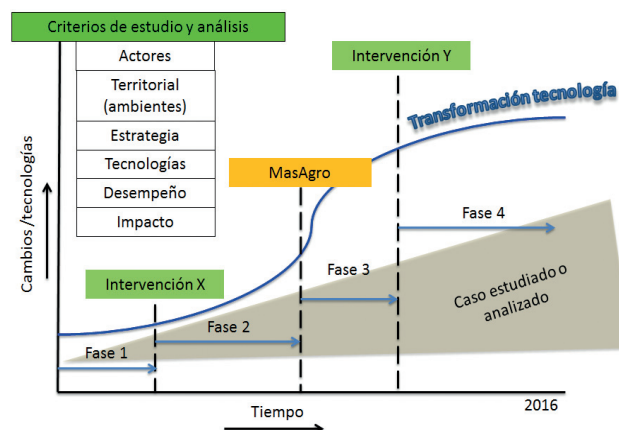 Criterios de estudio y análisis
Actores
Territorial
(ambientes)
Estrategia
Tecnologías
Desempeño
Impacto
Intervención Y
Transformación tecnología
MasAgro
Cambios /tecnologías
Fase 4
Intervención X
Fase 3
Caso estudiado o
analizado
Fase 2
Fase 1
2016
Tiempo